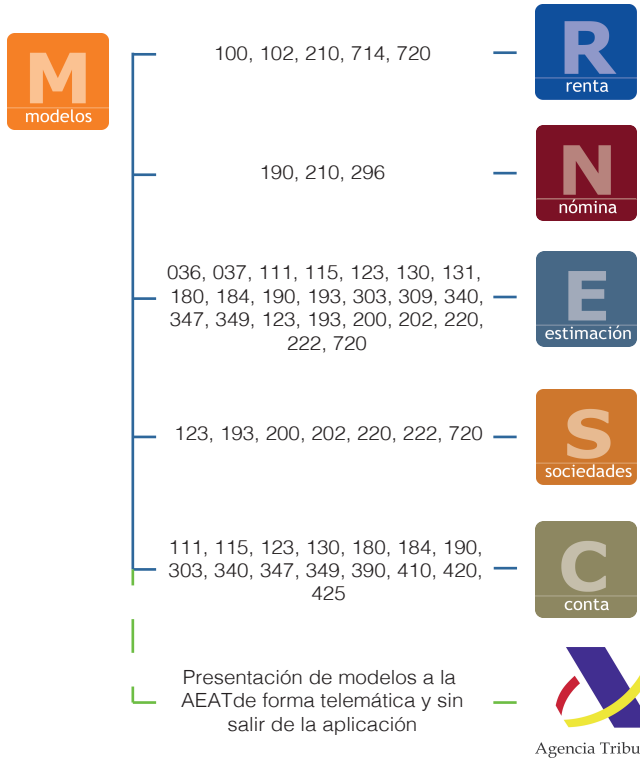 M
modelos
100, 102, 210, 714, 720
R
renta
190, 210, 296
N
nómina
036, 037, 111, 115, 123, 130, 131,
180, 184, 190, 193, 303, 309, 340,
347, 349, 123, 193, 200, 202, 220,
222, 720
E
estimación
123, 193, 200, 202, 220, 222, 720
S
sociedades
111, 115, 123, 130, 180, 184, 190,
303, 340, 347, 349, 390, 410, 420,
425
C
conta
Presentación de modelos a la
AEATde forma telemática y sin
salir de la aplicación
Agencia Tribu